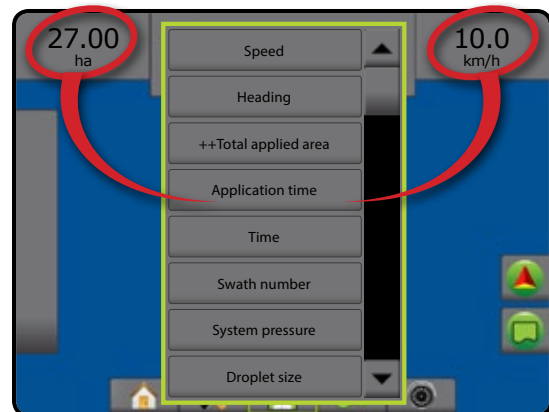 27.00
ha
10.0
km/h
Speed
Heading
++Total applied area
Application time
Time
Swath number
System pressure
Droplet size